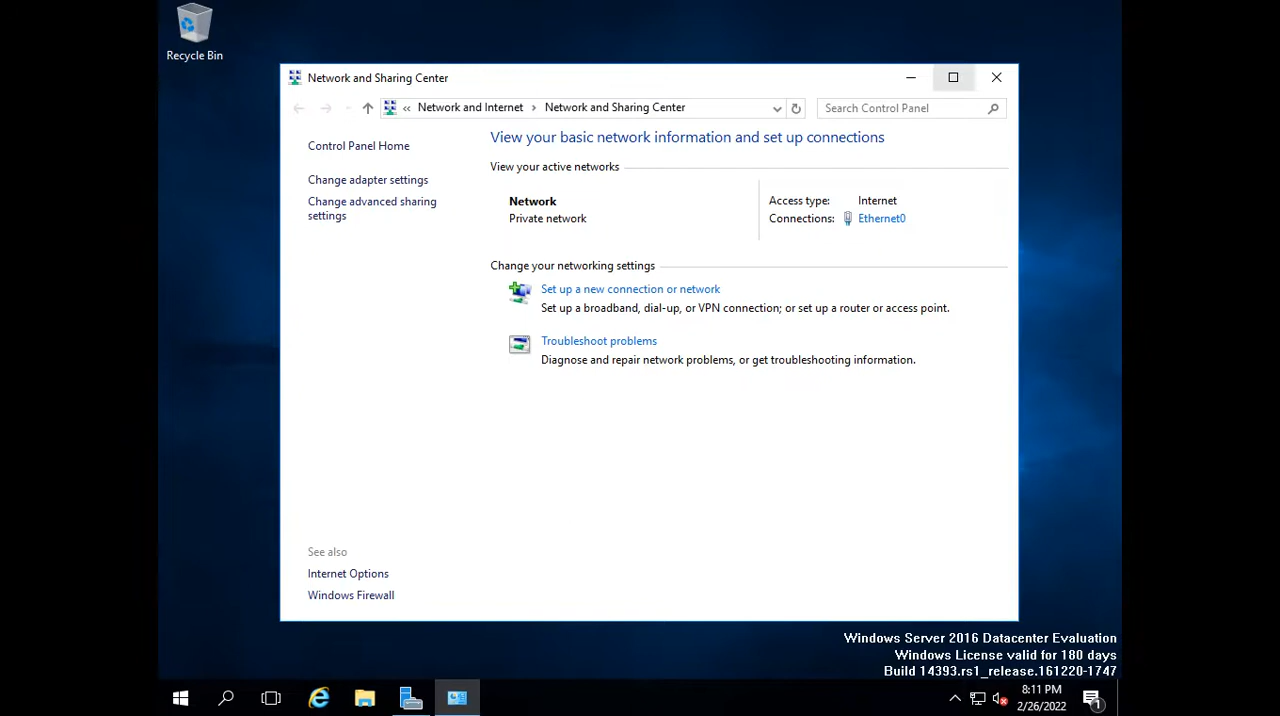 Recycle Bin
Network and Sharing Center
« Network and Internet › Network and Sharing Center
Search Control Panel
Control Panel Home
Change adapter settings
Change advanced sharing
settings
See also
Internet Options
Windows Firewall
View your basic network information and set up connections
View your active networks
Network
Private network
Access type: Internet
Connections: Ethernet0
Change your networking settings
Set up a new connection or network
Set up a broadband, dial-up, or VPN connection; or set up a router or access point.
Troubleshoot problems
Diagnose and repair network problems, or get troubleshooting information.
Windows Server 2016 Datacenter Evaluation
Windows License valid for 180 days
Build 14393.rs1_release.161220-1747
8:11 PM
2/26/2022
1